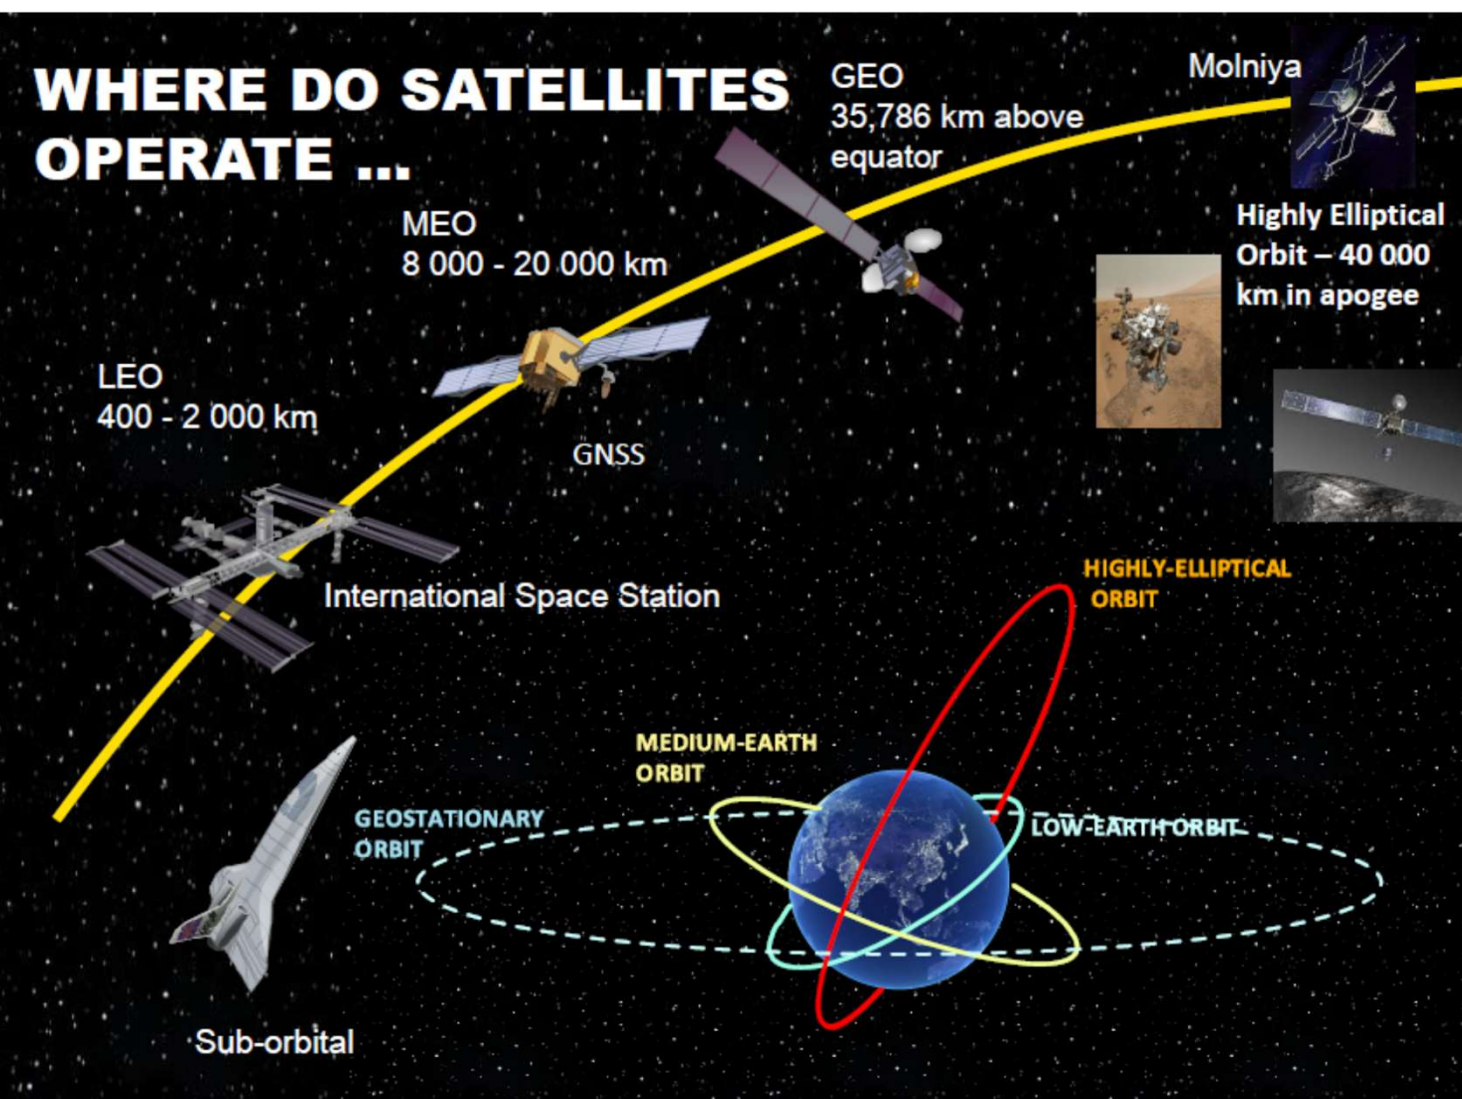 WHERE DO SATELLITES
OPERATE ...
GEO
35,786 km above
equator
Molniya
Highly Elliptical
Orbit – 40 000
km in apogee
MEO
8 000 - 20 000 km
GNSS
LEO
400 - 2 000 km
International Space Station
HIGHLY-ELLIPTICAL
ORBIT
MEDIUM-EARTH
ORBIT
GEOSTATIONARY
ORBIT
LOW-EARTH ORBIT
Sub-orbital